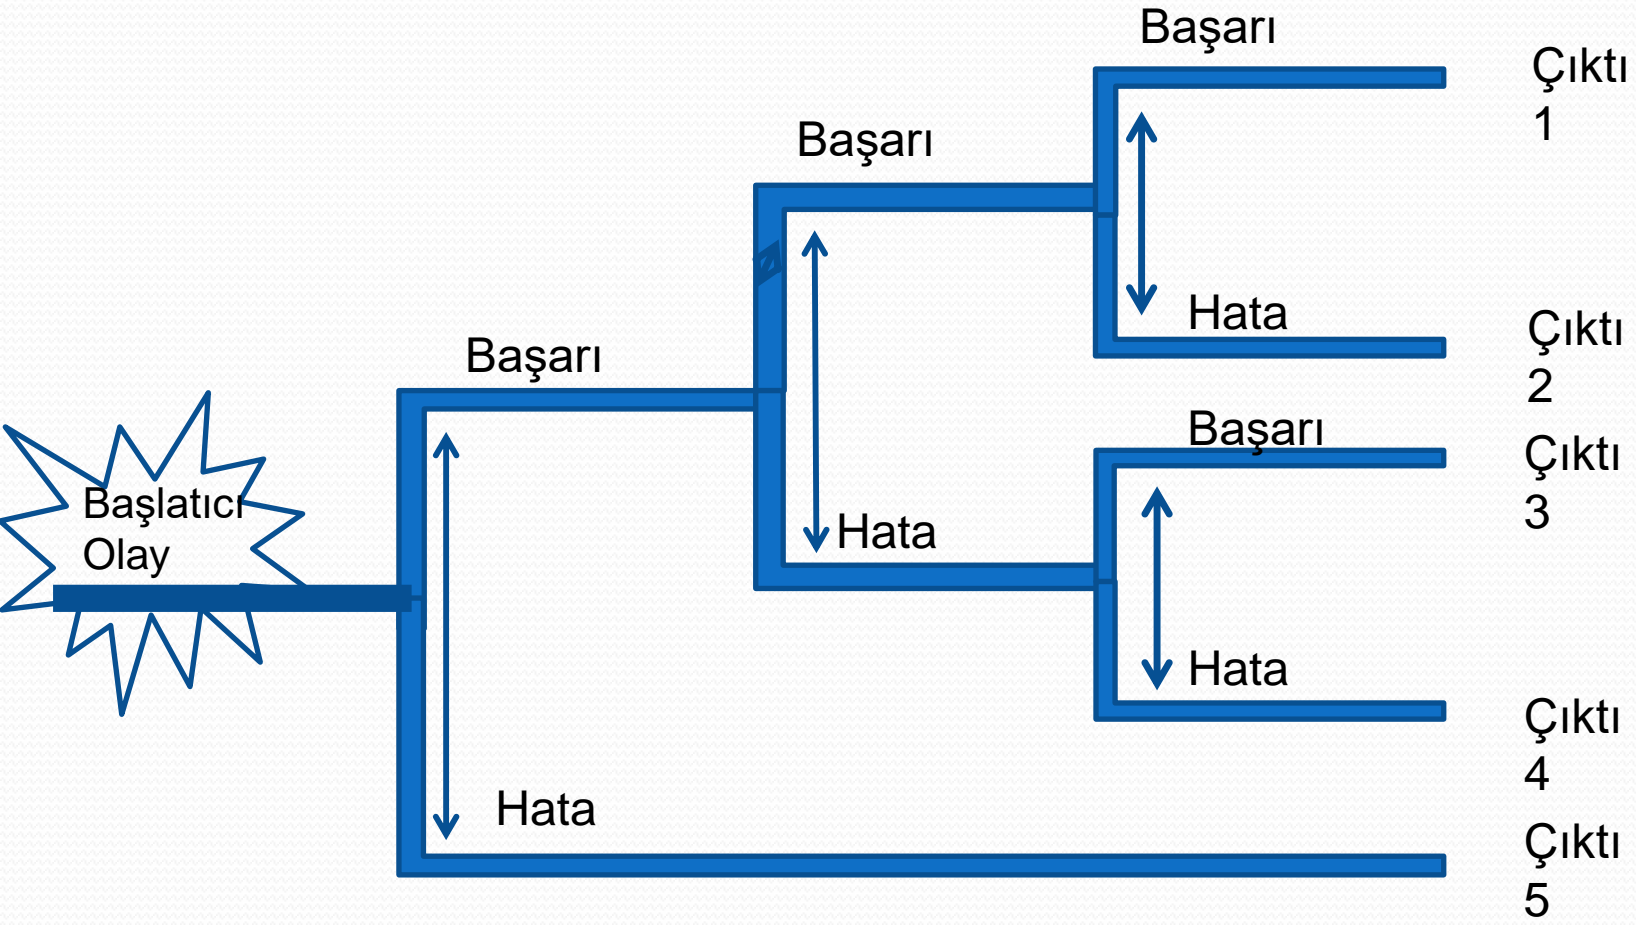 Başarı
Çıktı
1
Başarı
Hata
Çıktı
2
Başarı
Başarı
Çıktı
3
Başlatıcı
Olay
Hata
Hata
Çıktı
4
Hata
Çıktı
5